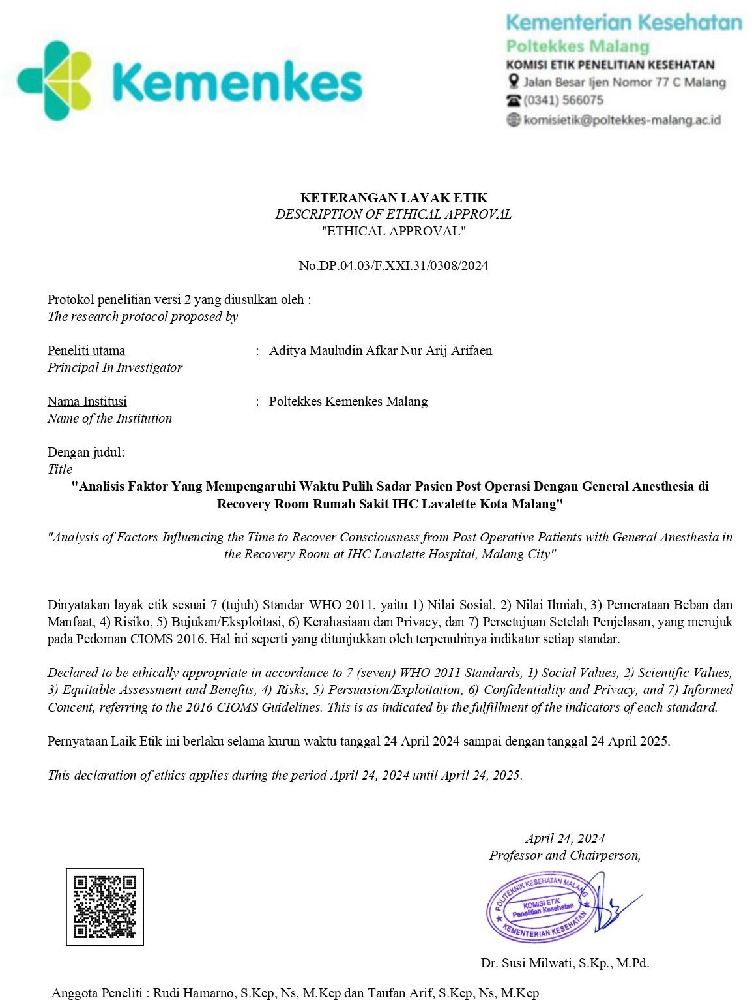 Kemenkes
Kementerian Kesehatan
Poltekkes Malang
KOMISI ETIK PENELITIAN KESEHATAN
Jalan Besar Ijen Nomor 77 C Malang
(0341) 566075
komisietik@poltekkes-malang.ac.id
KETERANGAN LAYAK ETIK
DESCRIPTION OF ETHICAL APPROVAL
"ETHICAL APPROVAL"
No.DP.04.03/F.XXI.31/0308/2024
Protokol penelitian versi 2 yang diusulkan oleh :
The research protocol proposed by
Peneliti utama : Aditya Mauludin Afkar Nur Arij Arifaen
Principal In Investigator
Nama Institusi : Poltekkes Kemenkes Malang
Name of the Institution
Dengan judul:
Title
"Analisis Faktor Yang Mempengaruhi Waktu Pulih Sadar Pasien Post Operasi Dengan General Anesthesia di
Recovery Room Rumah Sakit IHC Lavalette Kota Malang"
"Analysis of Factors Influencing the Time to Recover Consciousness from Post Operative Patients with General Anesthesia in
the Recovery Room at IHC Lavalette Hospital, Malang City"
Dinyatakan layak etik sesuai 7 (tujuh) Standar WHO 2011, yaitu 1) Nilai Sosial, 2) Nilai Ilmiah, 3) Pemerataan Beban dan
Manfaat, 4) Risiko, 5) Bujukan/Eksploitasi, 6) Kerahasiaan dan Privacy, dan 7) Persetujuan Setelah Penjelasan, yang merujuk
pada Pedoman CIOMS 2016. Hal ini seperti yang ditunjukkan oleh terpenuhinya indikator setiap standar.
Declared to be ethically appropriate in accordance to 7 (seven) WHO 2011 Standards, 1) Social Values, 2) Scientific Values,
3) Equitable Assessment and Benefits, 4) Risks, 5) Persuasion/Exploitation, 6) Confidentiality and Privacy, and 7) Informed
Concent, referring to the 2016 CIOMS Guidelines. This is as indicated by the fulfillment of the indicators of each standard.
Pernyataan Laik Etik ini berlaku selama kurun waktu tanggal 24 April 2024 sampai dengan tanggal 24 April 2025.
This declaration of ethics applies during the period April 24, 2024 until April 24, 2025.
April 24, 2024
Professor and Chairperson,
POLITEKNIK KESEHATAN MALANG
KOMISI ETIK
Penelitian Kesehatan
KEMENTERIAN KESEHATAN
Dr. Susi Milwati, S.Kp., M.Pd.
Anggota Peneliti : Rudi Hamarno, S.Kep, Ns, M.Kep dan Taufan Arif, S.Kep, Ns, M.Kep